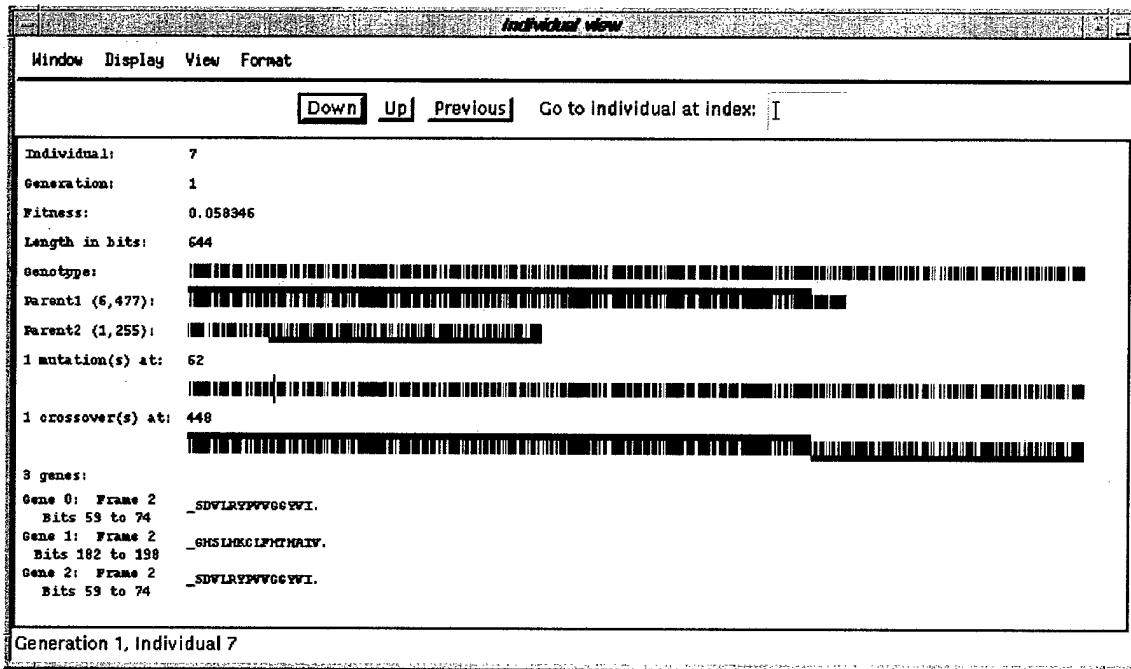 Individual view
Window Display View Format
Down Up Previous Go to individual at index:
Individual: 7
Generation: 1
Fitness: 0.058346
Length in bits: 644
Genotype:
Parent1 (6,477):
Parent2 (1,255):
1 mutation(s) at: 62
1 crossover(s) at: 448
3 genes:
Gene 0: Frame 2
Bits 59 to 74
Gene 1: Frame 2
Bits 182 to 198
Gene 2: Frame 2
Bits 59 to 74
Generation 1, Individual 7